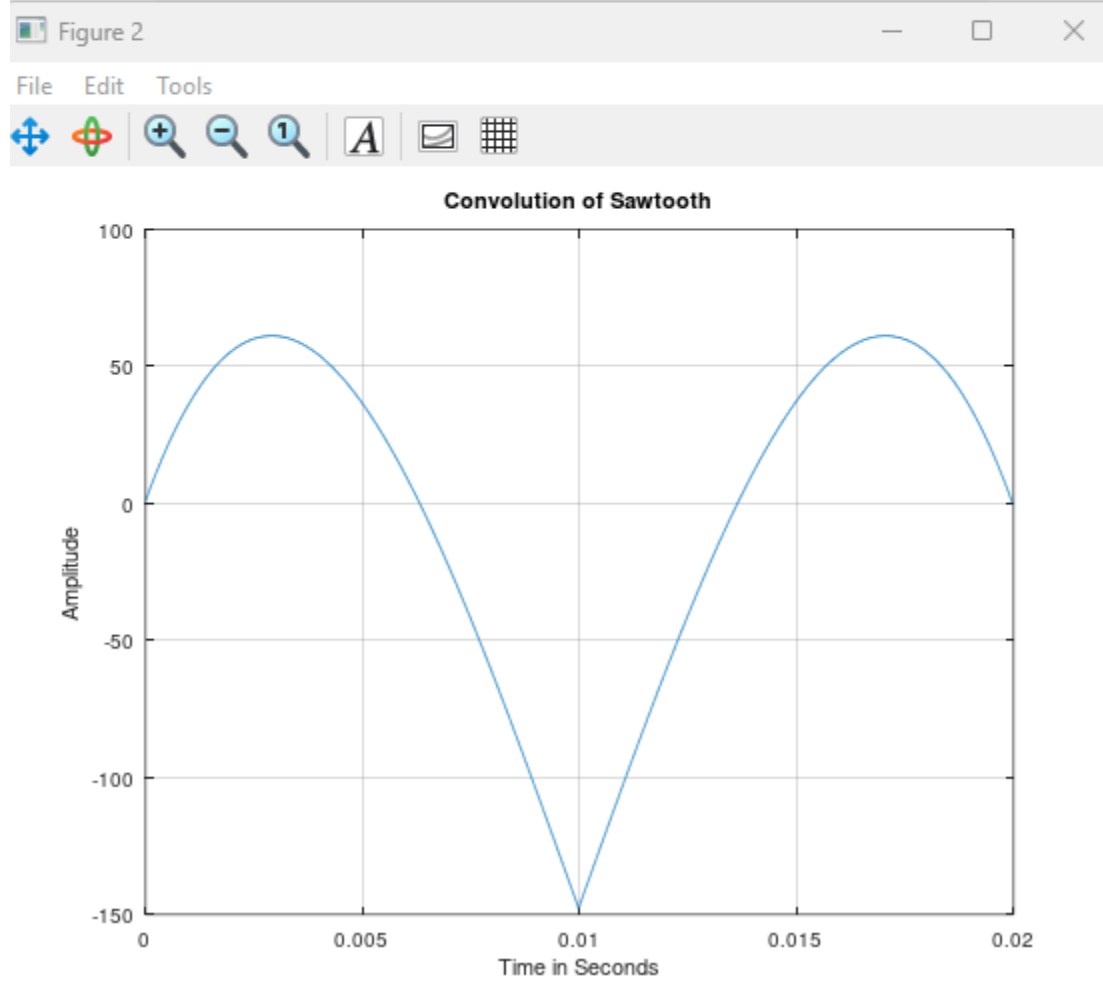 Figure 2
File Edit Tools
1 A
Convolution of Sawtooth
100
50
0
-50
-100
-150
Amplitude
0 0.005 0.01 0.015 0.02
Time in Seconds